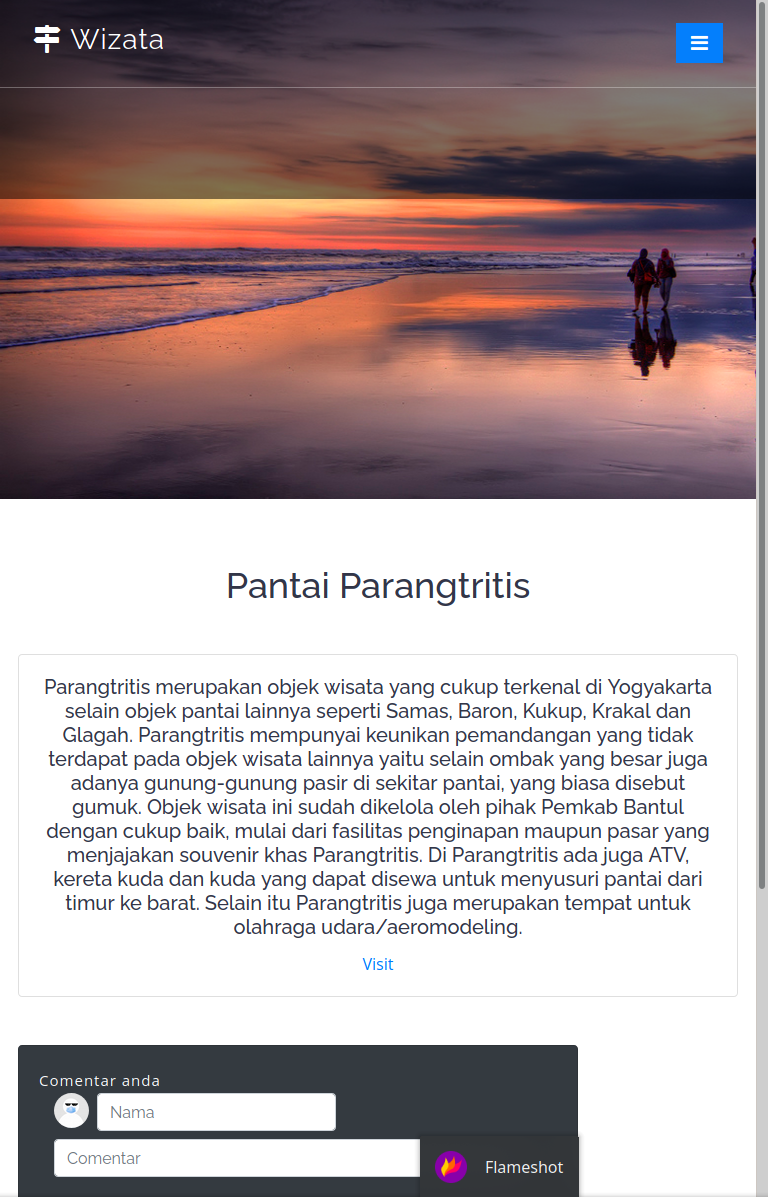 Wizata
Pantai Parangtritis
Parangtritis merupakan objek wisata yang cukup terkenal di Yogyakarta
selain objek pantai lainnya seperti Samas, Baron, Kukup, Krakal dan
Glagah. Parangtritis mempunyai keunikan pemandangan yang tidak
terdapat pada objek wisata lainnya yaitu selain ombak yang besar juga
adanya gunung-gunung pasir di sekitar pantai, yang biasa disebut
gumuk. Objek wisata ini sudah dikelola oleh pihak Pemkab Bantul
dengan cukup baik, mulai dari fasilitas penginapan maupun pasar yang
menjajakan souvenir khas Parangtritis. Di Parangtritis ada juga ATV,
kereta kuda dan kuda yang dapat disewa untuk menyusuri pantai dari
timur ke barat. Selain itu Parangtritis juga merupakan tempat untuk
olahraga udara/aeromodeling.
Visit
Comentar anda
Nama
Comentar
Flameshot